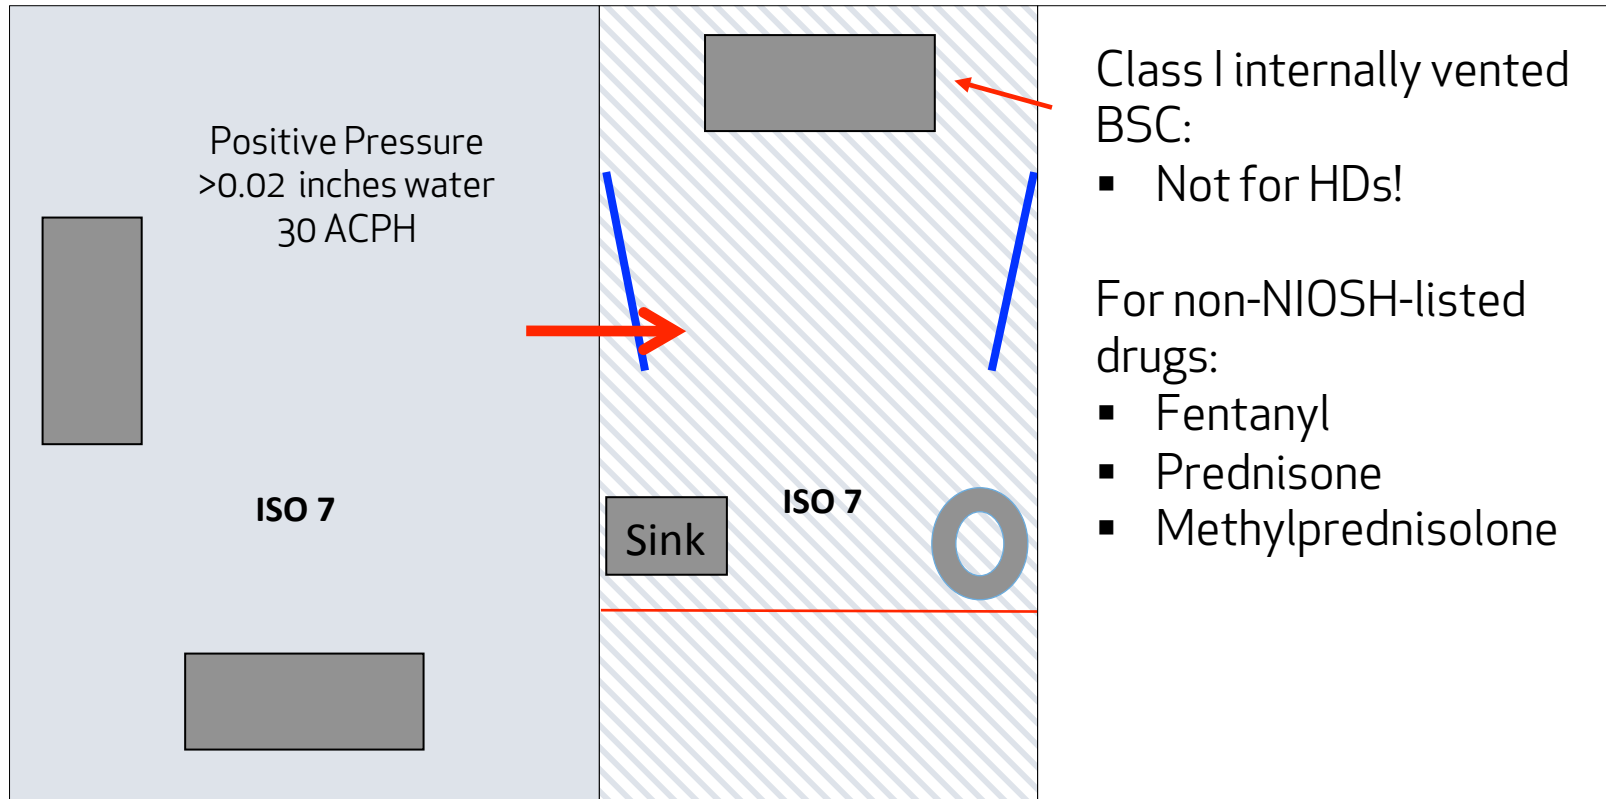 Positive Pressure
>0.02 inches water
30 ACPH
ISO 7
Sink
ISO 7
Class I internally vented
BSC:
▪ Not for HDs!
For non-NIOSH-listed
drugs:
▪ Fentanyl
▪ Prednisone
▪ Methylprednisolone